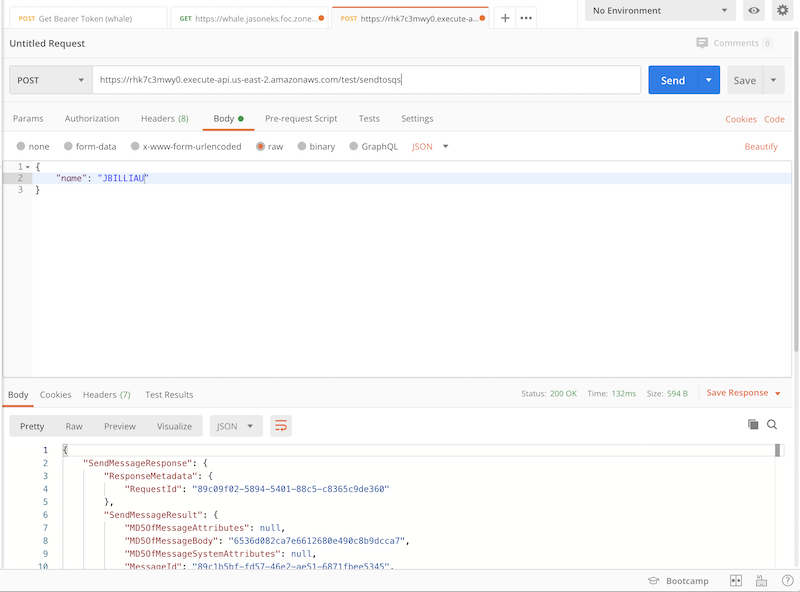 POST Get Bearer Token (whale)
GET https://whale.jasoneks.foc.zone...
POST https://rhk7c3mwy0.execute-a...
+ •••
No Environment
Untitled Request
Comments 0
POST
https://rhk7c3mwy0.execute-api.us-east-2.amazonaws.com/test/sendtosqs
Send
Save
Params Authorization Headers (8) Body Pre-request Script Tests Settings
Cookies Code
none form-data x-www-form-urlencoded raw binary GraphQL JSON
Beautify
1 {
2 "name": "JBILLIAU"
3 }
Body Cookies Headers (7) Test Results
Status: 200 OK Time: 132ms Size: 594 B
Save Response
Pretty Raw Preview Visualize JSON
1 {
2 "SendMessageResponse": {
3 "ResponseMetadata": {
4 "RequestId": "89c09f02-5894-5401-88c5-c8365c9de360"
5 },
6 "SendMessageResult": {
7 "MD5OfMessageAttributes": null,
8 "MD5OfMessageBody": "6536d082ca7e6612680e490c8b9dcca7",
9 "MD5OfMessageSystemAttributes": null,
10 "MessageId": "89c1b5bf-fd57-46e2-ae51-6871fbee5345",
Bootcamp